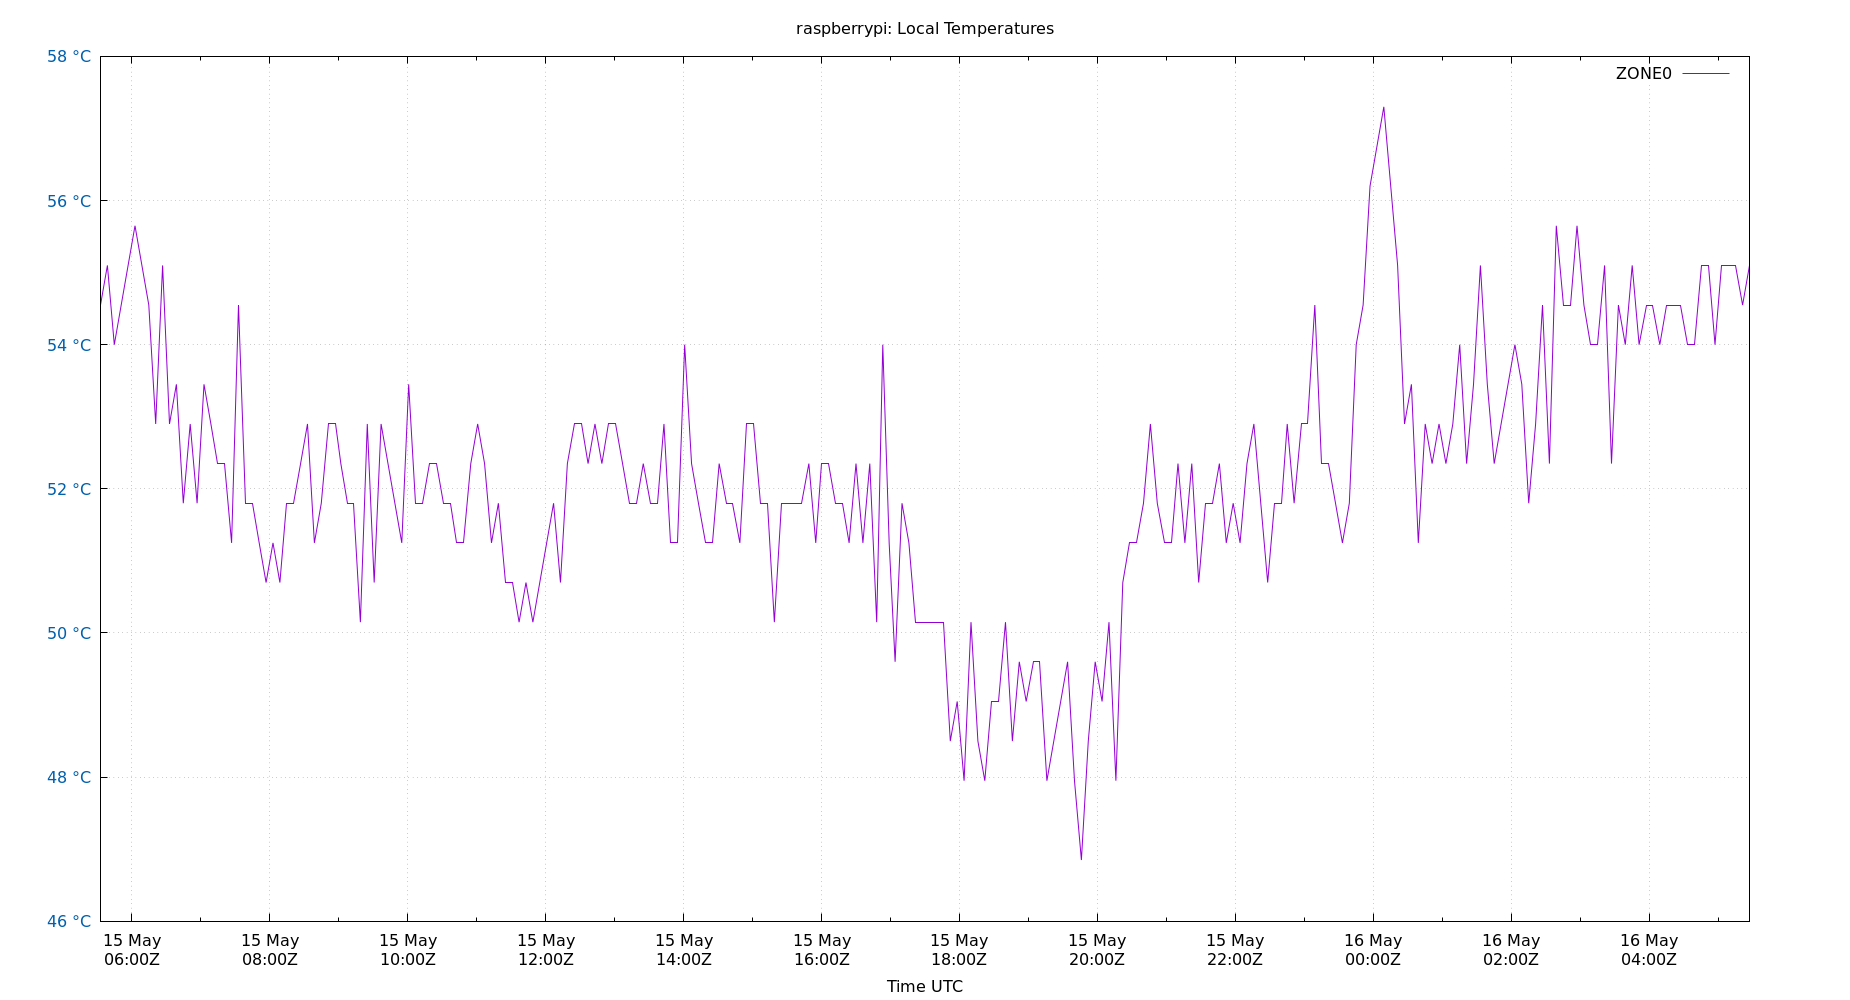 raspberrypi: Local Temperatures
58 °C
ZONE0
56 °C
54 °C
52 °C
50 °C
48 °C
46 °C
15 May 15 May 15 May 15 May 15 May 15 May 15 May 15 May 15 May 16 May 16 May 16 May
06:00Z 08:00Z 10:00Z 12:00Z 14:00Z 16:00Z 18:00Z 20:00Z 22:00Z 00:00Z 02:00Z 04:00Z
Time UTC